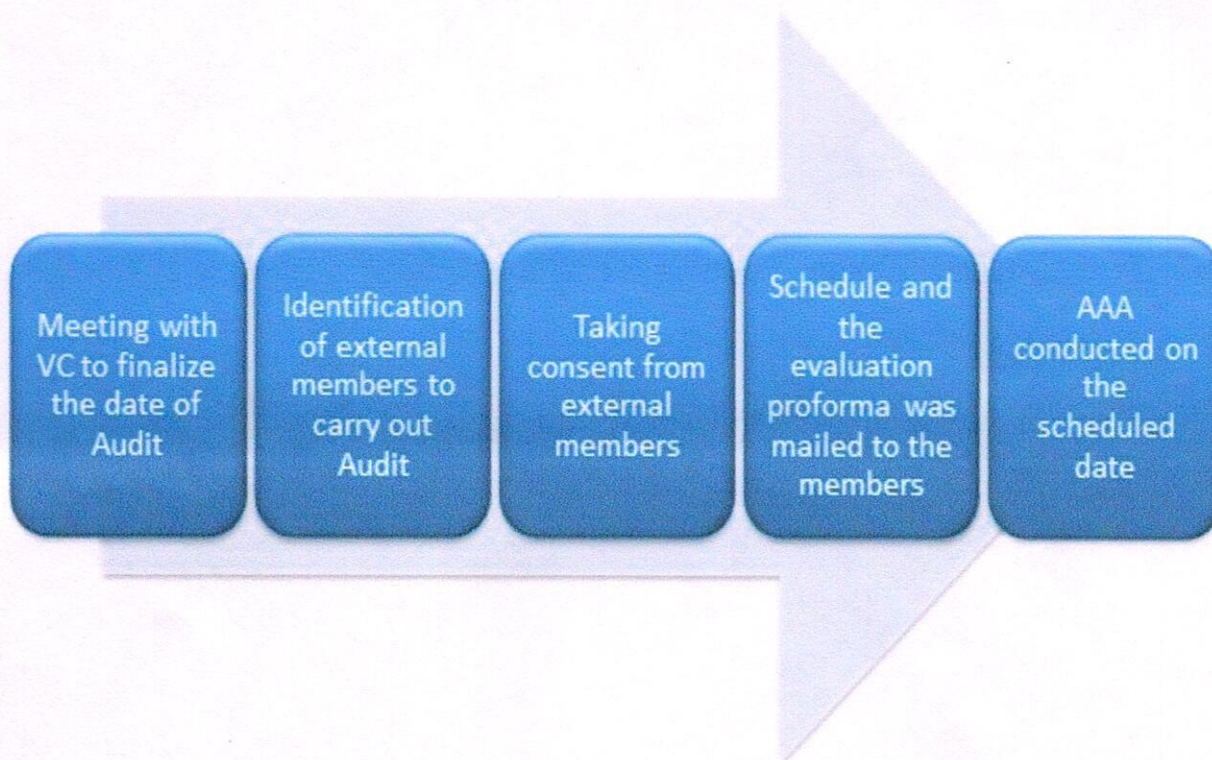 Meeting with
VC to finalize
the date of
Audit
Identification
of external
members to
carry out
Audit
Taking
consent from
external
members
Schedule and
the
evaluation
proforma was
mailed to the
members
AAA
conducted on
the
scheduled
date